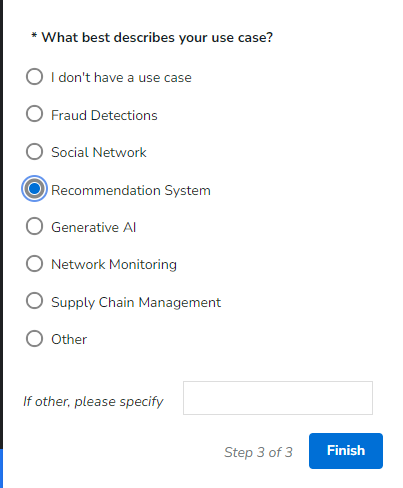 * What best describes your use case?
I don't have a use case
Fraud Detections
Social Network
Recommendation System
Generative AI
Network Monitoring
Supply Chain Management
Other
If other, please specify
Step 3 of 3 Finish